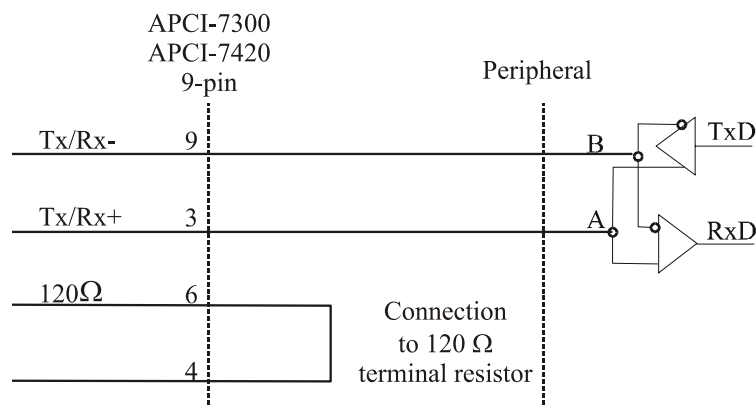 APCI-7300
APCI-7420
9-pin
Peripheral
TxD
Tx/Rx-
9
B
Tx/Rx+
3
A
RxD
120Ω
6
Connection
to 120 Ω
terminal resistor
4